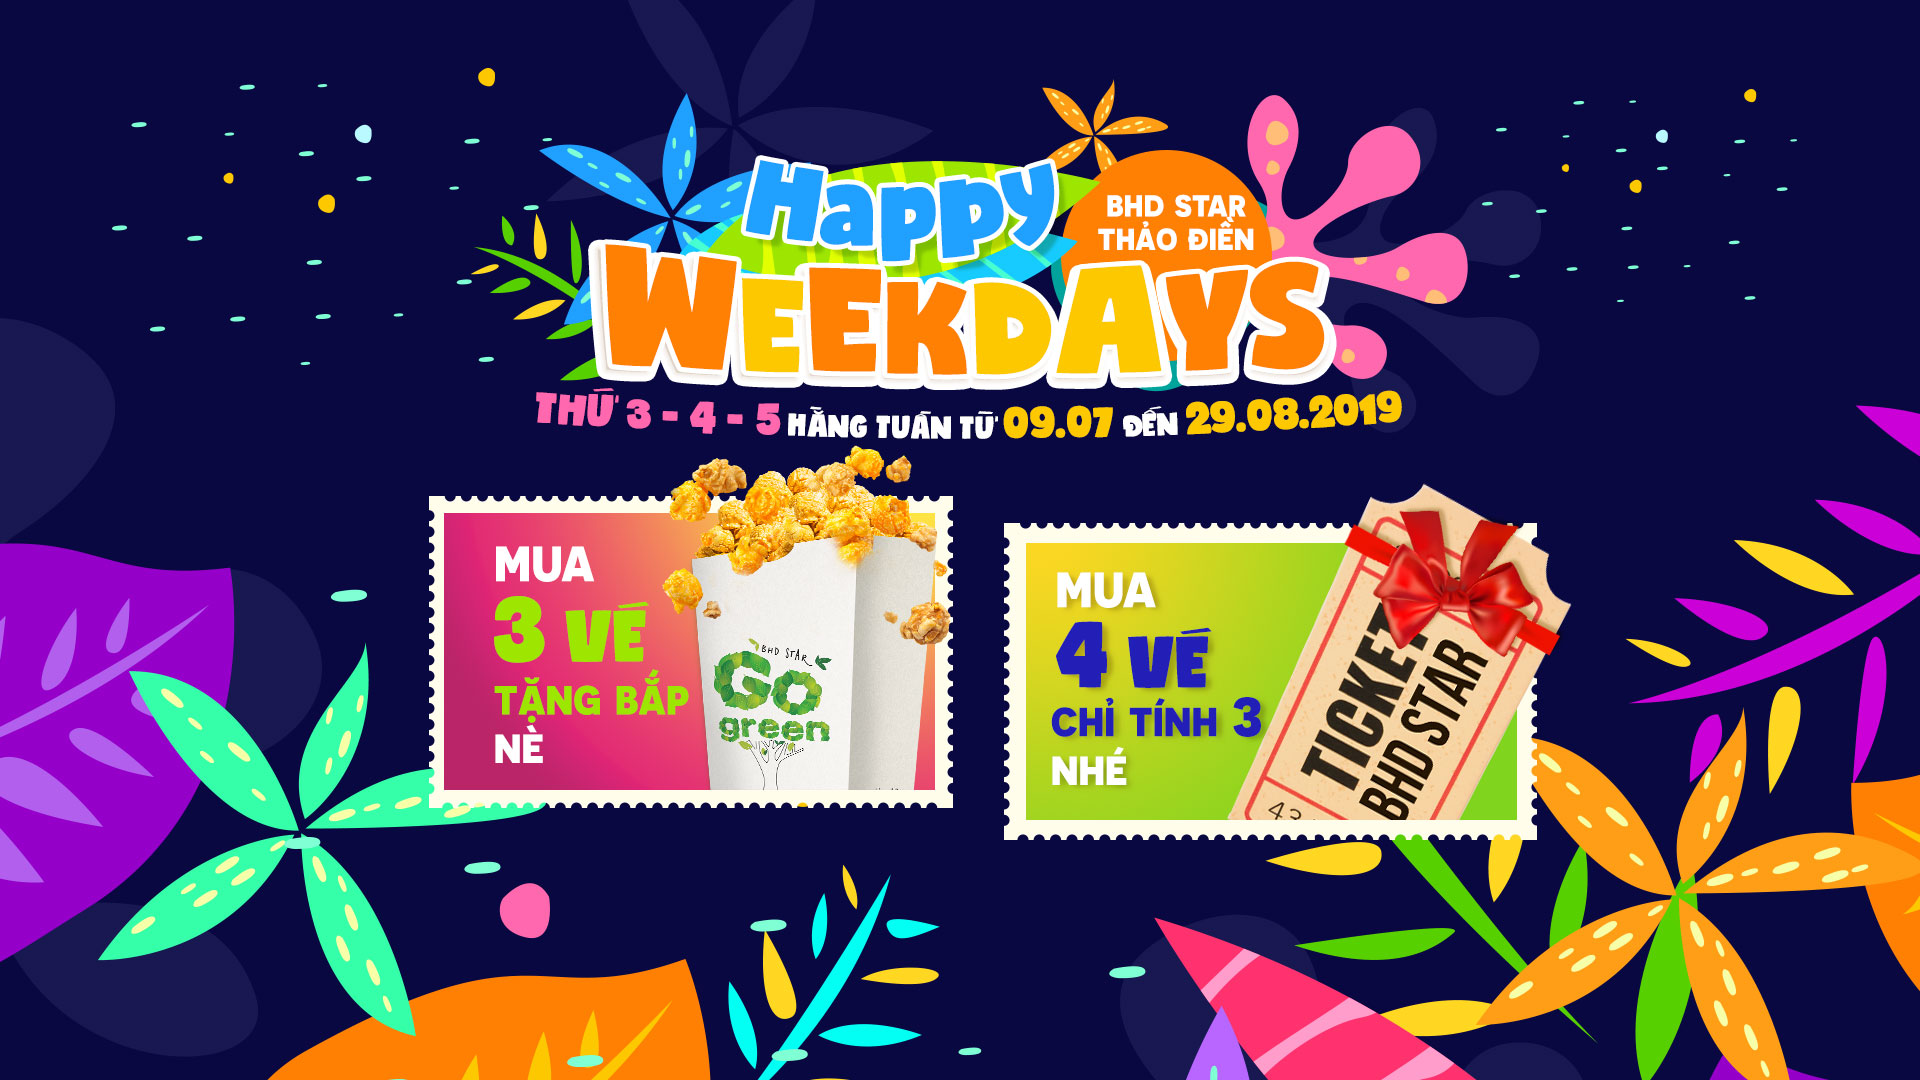 Happy
WEEKDAYS
BHD STAR
THẢO ĐIỀN
THỨ 3 - 4 - 5 HẰNG TUẦN TỪ 09.07 ĐẾN 29.08.2019
MUA
3 VÉ
TẶNG BẮP
NÈ
BHD STAR
Go
green
MUA
4 VÉ
CHỈ TÍNH 3
NHÉ
TICKET
BHD STAR